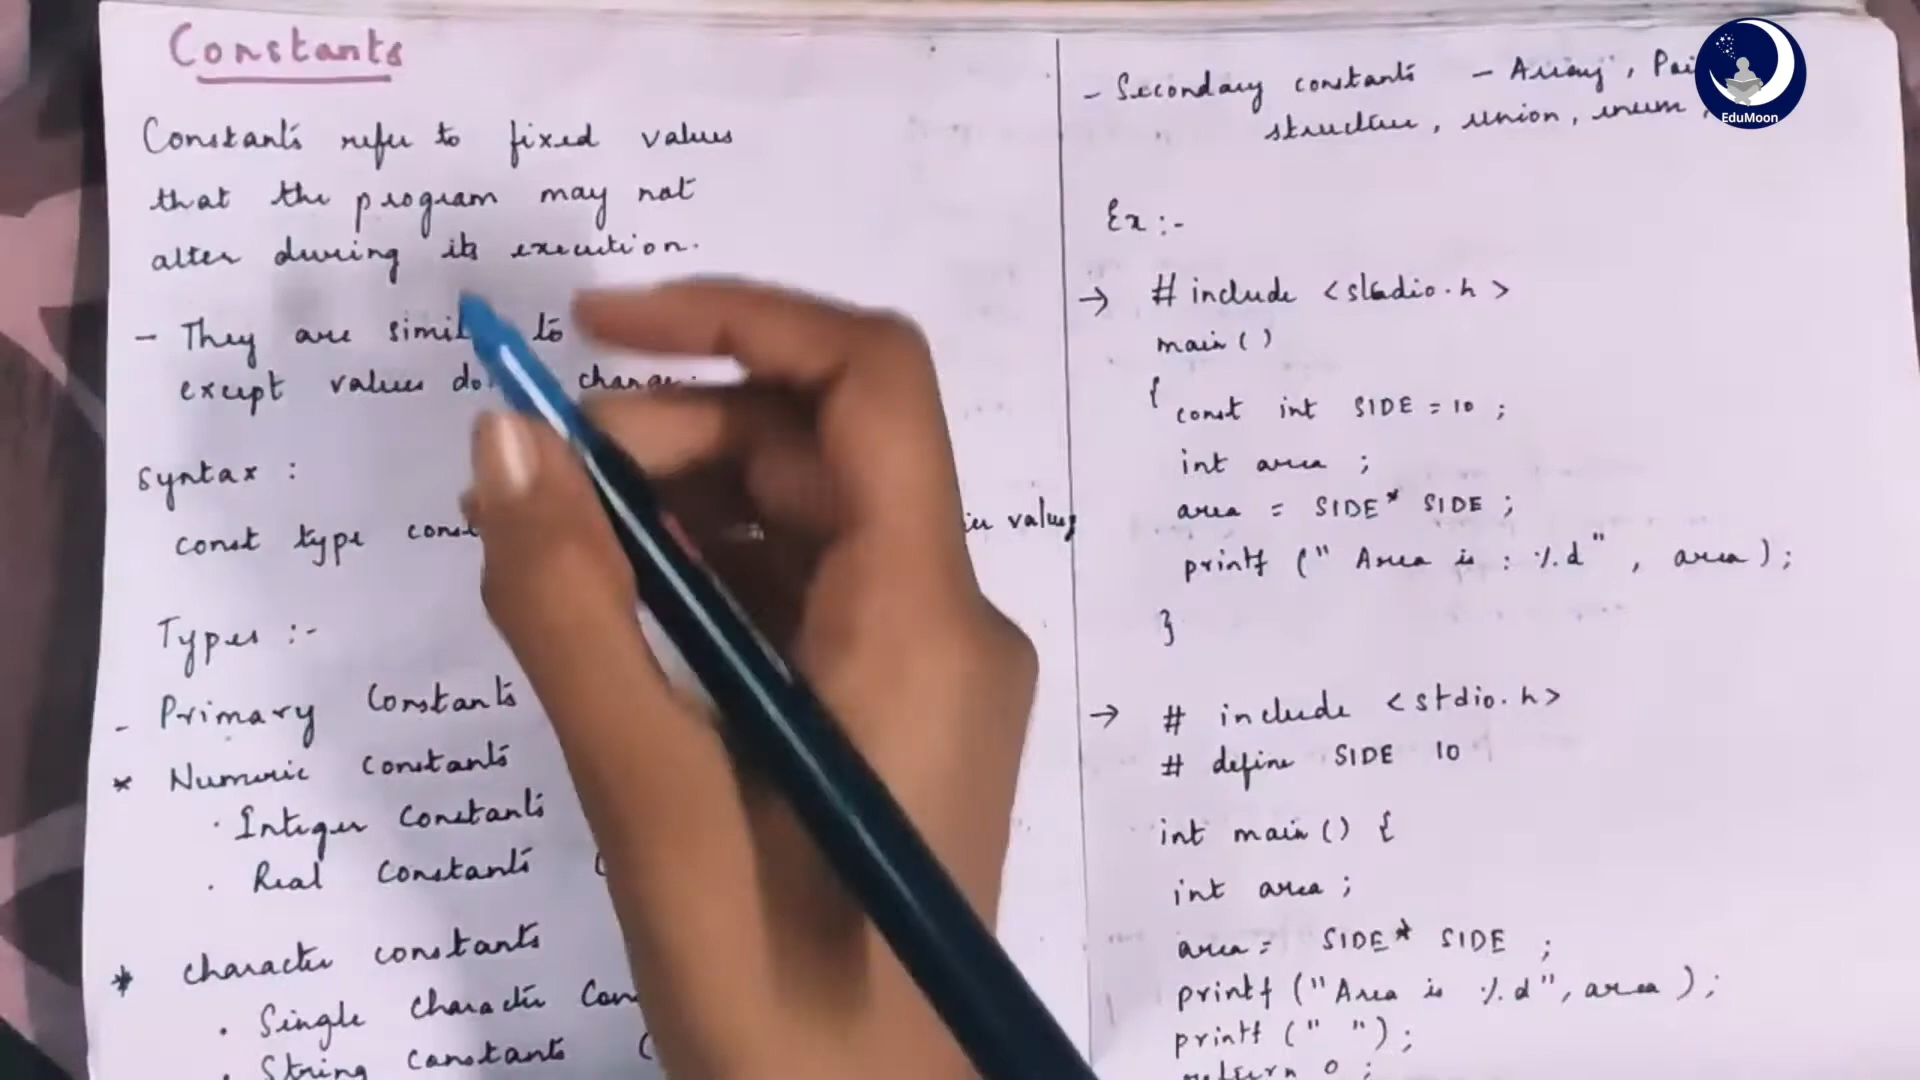 Constants
Constants refer to fixed values
that the program may not
alter during its execution.
- They are to
except values change.
Syntax :
const type value;
Types :-
- Primary Constants
* Numeric constants
. Integer Constants
. Real Constants (
* character constants
. Single character
. String constants (
- Secondary constants - Array,
structure, union, enum,
EduMoon
Ex :-
→ # include <stdio.h>
main ( )
{
const int SIDE = 10 ;
int area ;
area = SIDE* SIDE ;
printf (" Area is : %d" , area ) ;
}
→ # include <stdio.h>
# define SIDE 10
int main ( ) {
int area ;
area = SIDE* SIDE ;
printf ("Area is %d", area ) ;
printf (" ") ;
return 0 ;